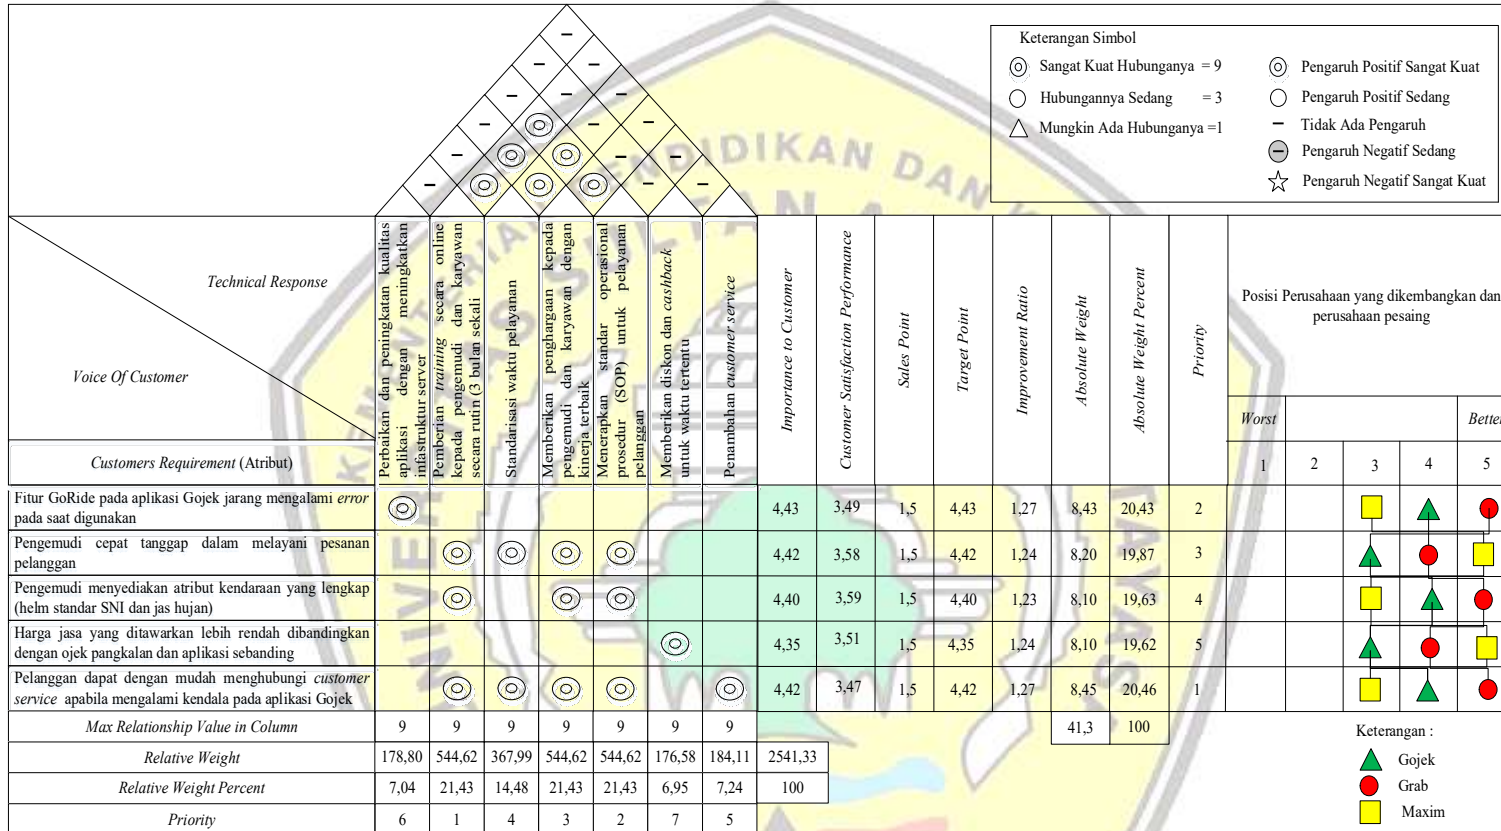 Keterangan Simbol
Sangat Kuat Hubunganya = 9
Hubungannya Sedang = 3
Mungkin Ada Hubunganya =1
Pengaruh Positif Sangat Kuat
Pengaruh Positif Sedang
Tidak Ada Pengaruh
Pengaruh Negatif Sedang
Pengaruh Negatif Sangat Kuat
Technical Response
Voice Of Customer
Customers Requirement (Atribut)
Perbaikan dan peningkatan kualitas
aplikasi dengan meningkatkan
infastruktur server
Pemberian training secara online
kepada pengemudi dan karyawan
secara rutin (3 bulan sekali
Standarisasi waktu pelayanan
Memberikan penghargaan kepada
pengemudi dan karyawan dengan
kinerja terbaik
Menerapkan standar operasional
prosedur (SOP) untuk pelayanan
pelanggan
Memberikan diskon dan cashback
untuk waktu tertentu
Penambahan customer service
Importance to Customer
Customer Satisfaction Performance
Sales Point
Target Point
Improvement Ratio
Absolute Weight
Absolute Weight Percent
Priority
Posisi Perusahaan yang dikembangkan dan
perusahaan pesaing
Worst Better
1 2 3 4 5
Fitur GoRide pada aplikasi Gojek jarang mengalami error
pada saat digunakan
4,43 3,49 1,5 4,43 1,27 8,43 20,43 2
Pengemudi cepat tanggap dalam melayani pesanan
pelanggan
4,42 3,58 1,5 4,42 1,24 8,20 19,87 3
Pengemudi menyediakan atribut kendaraan yang lengkap
(helm standar SNI dan jas hujan)
4,40 3,59 1,5 4,40 1,23 8,10 19,63 4
Harga jasa yang ditawarkan lebih rendah dibandingkan
dengan ojek pangkalan dan aplikasi sebanding
4,35 3,51 1,5 4,35 1,24 8,10 19,62 5
Pelanggan dapat dengan mudah menghubungi customer
service apabila mengalami kendala pada aplikasi Gojek
4,42 3,47 1,5 4,42 1,27 8,45 20,46 1
Max Relationship Value in Column 9 9 9 9 9 9 9 41,3 100
Relative Weight 178,80 544,62 367,99 544,62 544,62 176,58 184,11 2541,33
Relative Weight Percent 7,04 21,43 14,48 21,43 21,43 6,95 7,24 100
Priority 6 1 4 3 2 7 5
Keterangan :
Gojek
Grab
Maxim